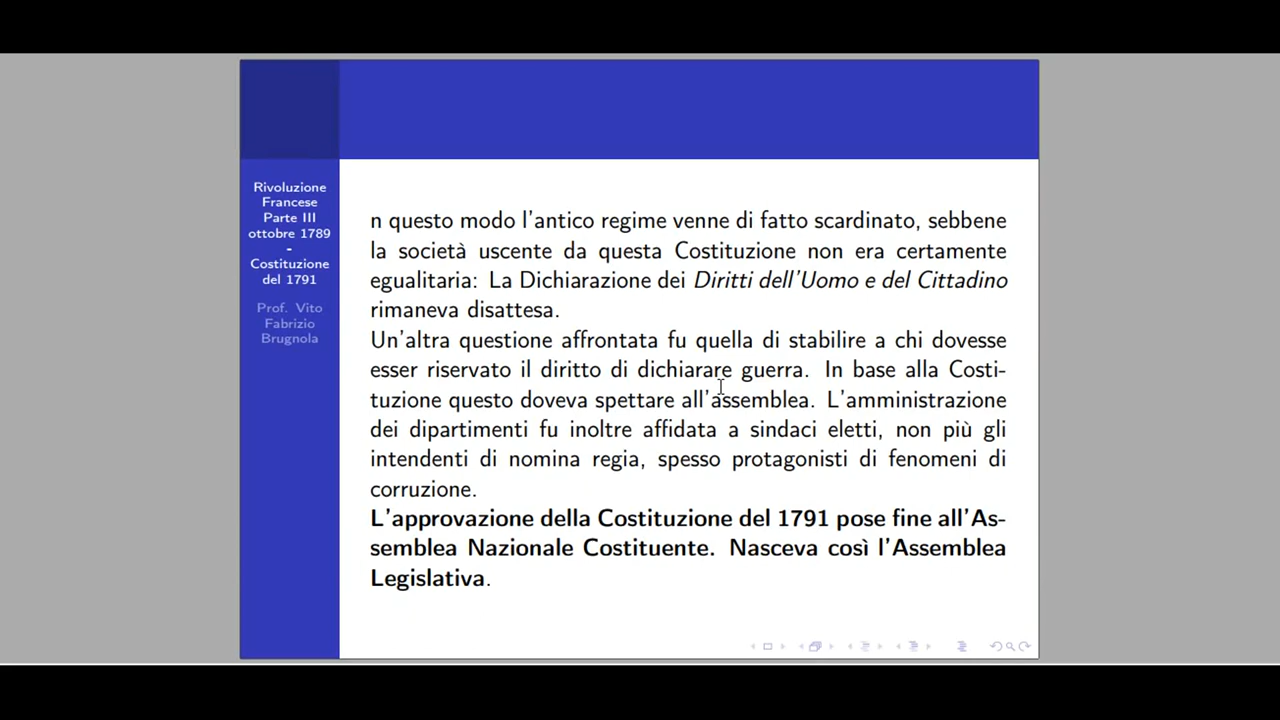 Rivoluzione
Francese
Parte III
ottobre 1789
-
Costituzione
del 1791
Prof. Vito
Fabrizio
Brugnola
n questo modo l'antico regime venne di fatto scardinato, sebbene
la società uscente da questa Costituzione non era certamente
egualitaria: La Dichiarazione dei Diritti dell'Uomo e del Cittadino
rimaneva disattesa.
Un'altra questione affrontata fu quella di stabilire a chi dovesse
esser riservato il diritto di dichiarare guerra. In base alla Costi-
tuzione questo doveva spettare all'assemblea. L'amministrazione
dei dipartimenti fu inoltre affidata a sindaci eletti, non più gli
intendenti di nomina regia, spesso protagonisti di fenomeni di
corruzione.
L'approvazione della Costituzione del 1791 pose fine all'As-
semblea Nazionale Costituente. Nasceva così l'Assemblea
Legislativa.